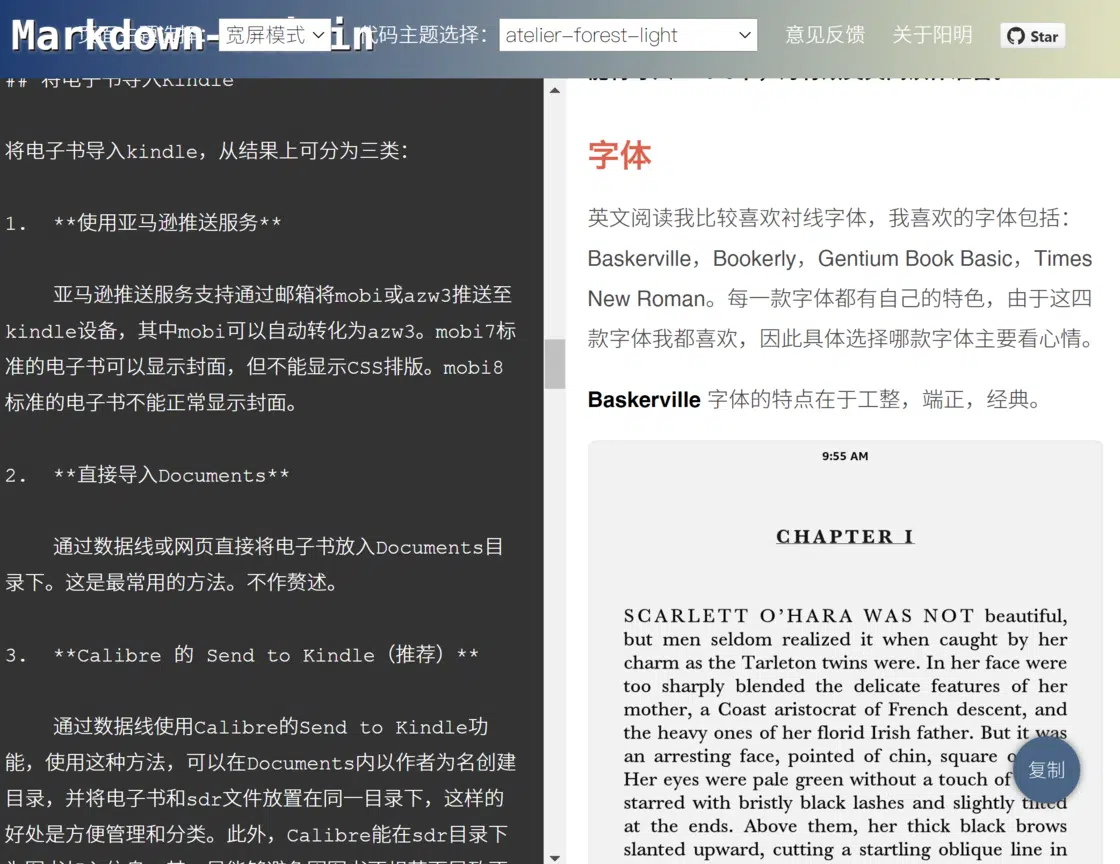 Markdown-
in
宽屏模式
代码主题选择：
atelier-forest-light
意见反馈
关于阳明
Star
## 将电子书导入kindle
将电子书导入kindle，从结果上可分为三类：
1. **使用亚马逊推送服务**
亚马逊推送服务支持通过邮箱将mobi或azw3推送至
kindle设备，其中mobi可以自动转化为azw3。mobi7标
准的电子书可以显示封面，但不能显示CSS排版。mobi8
标准的电子书不能正常显示封面。
2. **直接导入Documents**
通过数据线或网页直接将电子书放入Documents目
录下。这是最常用的方法。不作赘述。
3. **Calibre 的 Send to Kindle（推荐）**
通过数据线使用Calibre的Send to Kindle功
能，使用这种方法，可以在Documents内以作者为名创建
目录，并将电子书和sdr文件放置在同一目录下，这样的
好处是方便管理和分类。此外，Calibre能在sdr目录下
字体
英文阅读我比较喜欢衬线字体，我喜欢的字体包括：
Baskerville，Bookerly，Gentium Book Basic，Times
New Roman。每一款字体都有自己的特色，由于这四
款字体我都喜欢，因此具体选择哪款字体主要看心情。
Baskerville 字体的特点在于工整，端正，经典。
9:55 AM
CHAPTER I
SCARLETT O’HARA WAS NOT beautiful,
but men seldom realized it when caught by her
charm as the Tarleton twins were. In her face were
too sharply blended the delicate features of her
mother, a Coast aristocrat of French descent, and
the heavy ones of her florid Irish father. But it was
an arresting face, pointed of chin, square
Her eyes were pale green without a touch of
starred with bristly black lashes and slightly tilted
at the ends. Above them, her thick black brows
slanted upward, cutting a startling oblique line in
复制